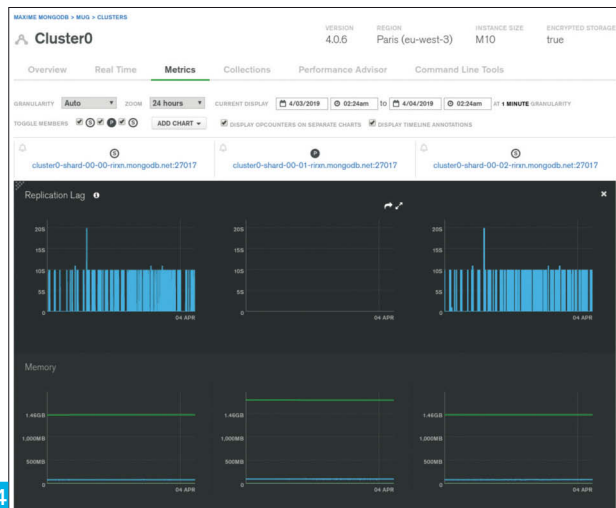 MAXIME MONGODB > MUG > CLUSTERS
Cluster0
VERSION
4.0.6
REGION
Paris (eu-west-3)
INSTANCE SIZE
M10
ENCRYPTED STORAGE
true
Overview Real Time Metrics Collections Performance Advisor Command Line Tools
GRANULARITY Auto ZOOM 24 hours CURRENT DISPLAY 4/03/2019 02:24am to 4/04/2019 02:24am AT 1 MINUTE GRANULARITY
TOGGLE MEMBERS S P S ADD CHART DISPLAY OPCOUNTERS ON SEPARATE CHARTS DISPLAY TIMELINE ANNOTATIONS
S P S
cluster0-shard-00-00-rirxn.mongodb.net:27017 cluster0-shard-00-01-rirxn.mongodb.net:27017 cluster0-shard-00-02-rirxn.mongodb.net:27017
Replication Lag
20S 20S 20S
15S 15S 15S
10S 10S 10S
5S 5S 5S
0 0 0
04 APR 04 APR 04 APR
Memory
1.46GB 1.46GB 1.46GB
1,000MB 1,000MB 1,000MB
500MB 500MB 500MB
0 0 0
04 APR 04 APR 04 APR
4